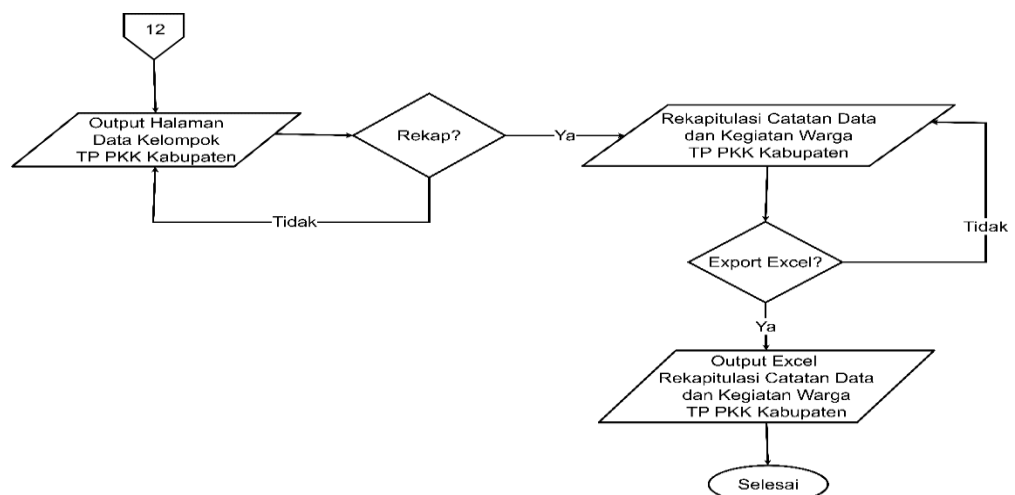 12
Output Halaman
Data Kelompok
TP PKK Kabupaten
Rekap?
Ya
Rekapitulasi Catatan Data
dan Kegiatan Warga
TP PKK Kabupaten
Tidak
Tidak
Export Excel?
Ya
Output Excel
Rekapitulasi Catatan Data
dan Kegiatan Warga
TP PKK Kabupaten
Selesai